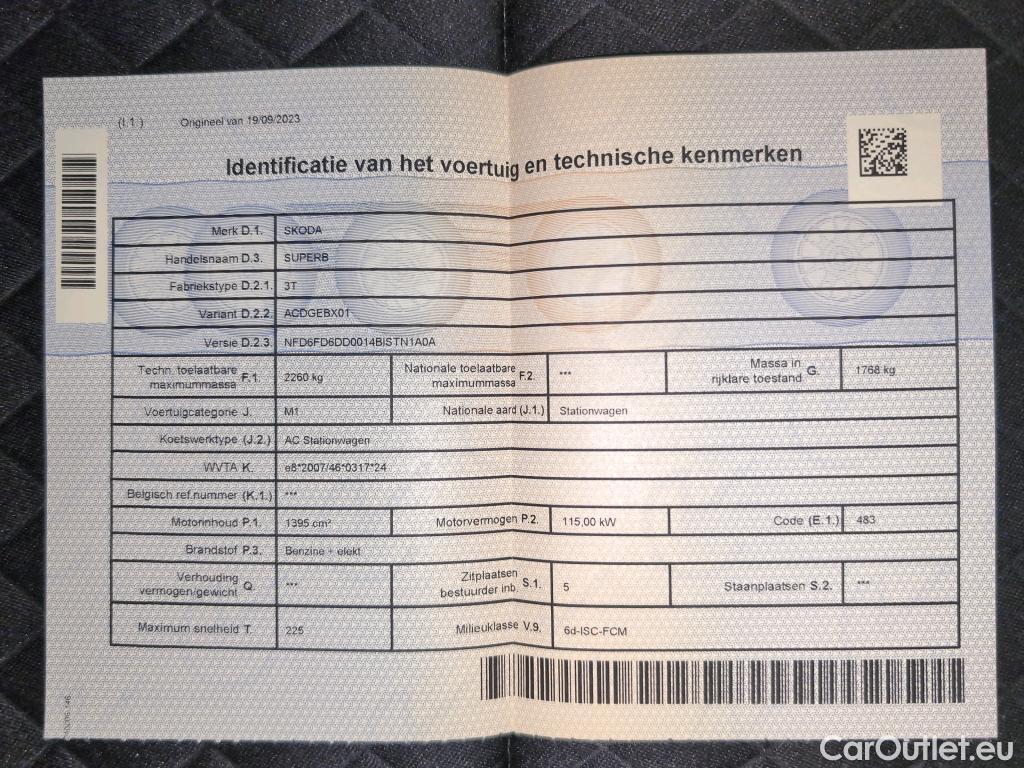 (I.1.) Origineel van 19/09/2023
Identificatie van het voertuig en technische kenmerken
Merk D.1. SKODA
Handelsnaam D.3. SUPERB
Fabriekstype D.2.1. 3T
Variant D.2.2. ACDGEBX01
Versie D.2.3. NFD6FD6DD0014BISTN1A0A
Techn. toelaatbare maximummassa F.1. 2260 kg Nationale toelaatbare maximummassa F.2. *** Massa in rijklare toestand G. 1768 kg
Voertuigcategorie J. M1 Nationale aard (J.1.) Stationwagen
Koetswerktype (J.2.) AC Stationwagen
WVTA K. e8*2007/46*0317*24
Belgisch ref.nummer (K.1.) ***
Motorinhoud P.1. 1395 cm³ Motorvermogen P.2. 115,00 kW Code (E.1.) 483
Brandstof P.3. Benzine + elekt
Verhouding vermogen/gewicht Q. *** Zitplaatsen bestuurder inb. S.1. 5 Staanplaatsen S.2. ***
Maximum snelheid T. 225 Milieuklasse V.9. 6d-ISC-FCM
CarOutlet.eu